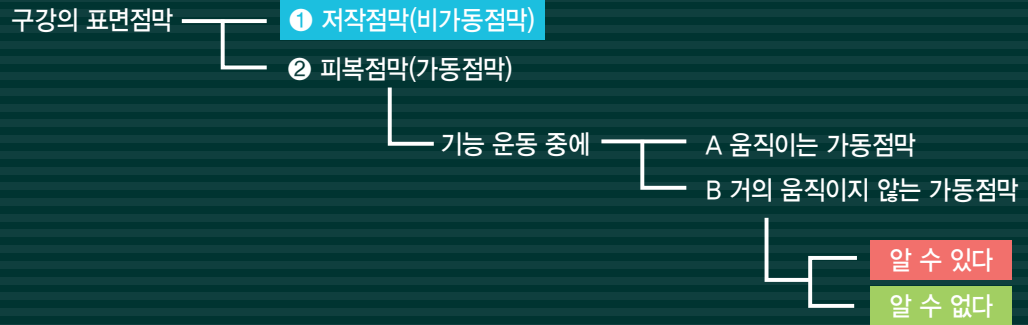 구강의 표면점막
❶ 저작점막(비가동점막)
❷ 피복점막(가동점막)
기능 운동 중에
A 움직이는 가동점막
B 거의 움직이지 않는 가동점막
알 수 있다
알 수 없다